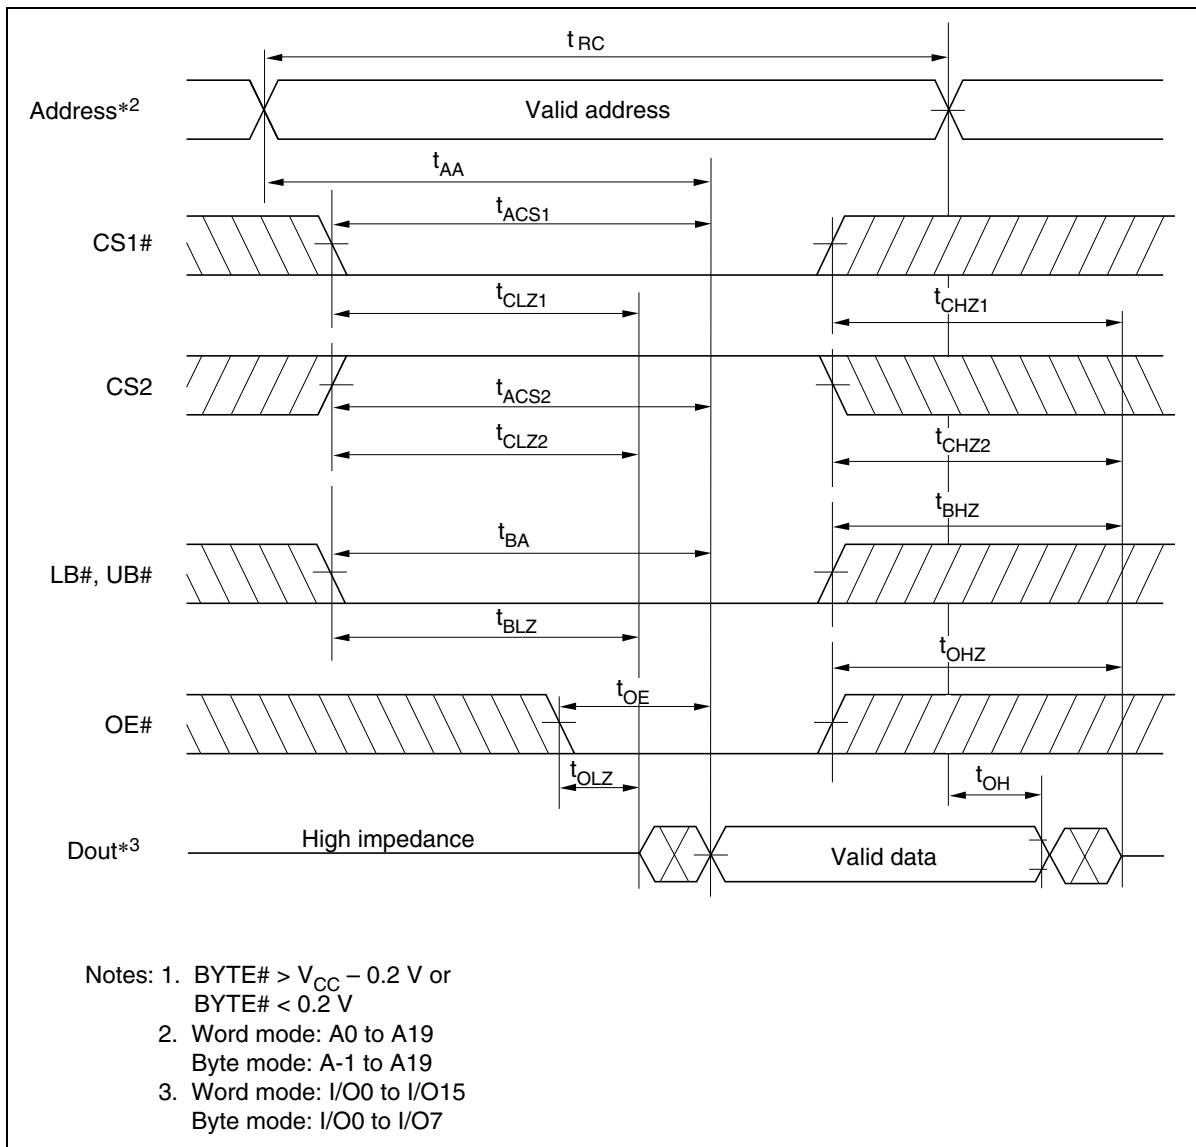 tRC
Address*2
Valid address
tAA
tACS1
CS1#
tCLZ1
tCHZ1
CS2
tACS2
tCLZ2
tCHZ2
tBHZ
tBA
LB#, UB#
tBLZ
tOHZ
tOE
OE#
tOLZ
tOH
Dout*3
High impedance
Valid data
Notes: 1. BYTE# > VCC – 0.2 V or
BYTE# < 0.2 V
2. Word mode: A0 to A19
Byte mode: A-1 to A19
3. Word mode: I/O0 to I/O15
Byte mode: I/O0 to I/O7